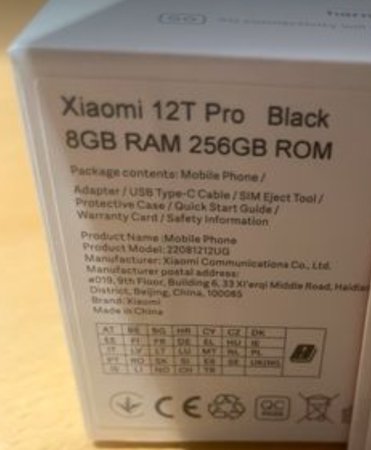 5G
Xiaomi 12T Pro Black
8GB RAM 256GB ROM
Package contents: Mobile Phone /
Adapter / USB Type-C Cable / SIM Eject Tool /
Protective Case / Quick Start Guide /
Warranty Card / Safety Information
Product Name :Mobile Phone
Product Model:22081212UG
Manufacturer: Xiaomi Communications Co., Ltd.
Manufacturer postal address:
#019, 9th Floor, Building 6, 33 Xi'erqi Middle Road, Haidian
District, Beijing, China, 100085
Brand: Xiaomi
Made in China
AT BE BG HR CY CZ DK
EE FI FR DE EL HU IE
IT LV LT LU MT NL PL
PT RO SK SI ES SE UK(NI)
IS LI NO CH TR
CE
QC